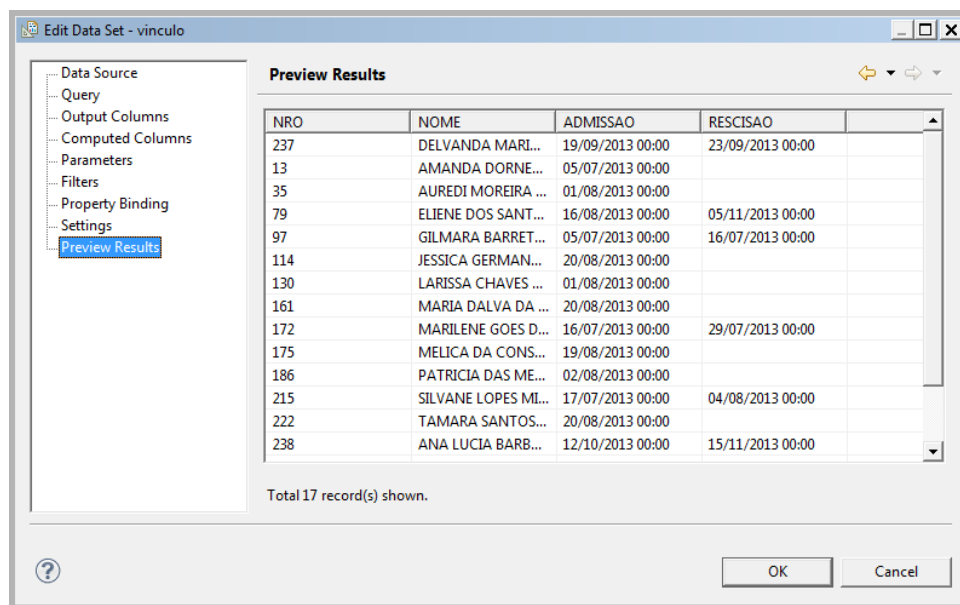 Edit Data Set - vinculo
Data Source
Query
Output Columns
Computed Columns
Parameters
Filters
Property Binding
Settings
Preview Results
Preview Results
NRO NOME ADMISSAO RESCISAO
237 DELVANDA MARI... 19/09/2013 00:00 23/09/2013 00:00
13 AMANDA DORNE... 05/07/2013 00:00
35 AUREDI MOREIRA ... 01/08/2013 00:00
79 ELIENE DOS SANT... 16/08/2013 00:00 05/11/2013 00:00
97 GILMARA BARRET... 05/07/2013 00:00 16/07/2013 00:00
114 JESSICA GERMAN... 20/08/2013 00:00
130 LARISSA CHAVES ... 01/08/2013 00:00
161 MARIA DALVA DA ... 20/08/2013 00:00
172 MARILENE GOES D... 16/07/2013 00:00 29/07/2013 00:00
175 MELICA DA CONS... 19/08/2013 00:00
186 PATRICIA DAS ME... 02/08/2013 00:00
215 SILVANE LOPES MI... 17/07/2013 00:00 04/08/2013 00:00
222 TAMARA SANTOS... 20/08/2013 00:00
238 ANA LUCIA BARB... 12/10/2013 00:00 15/11/2013 00:00
Total 17 record(s) shown.
? OK Cancel